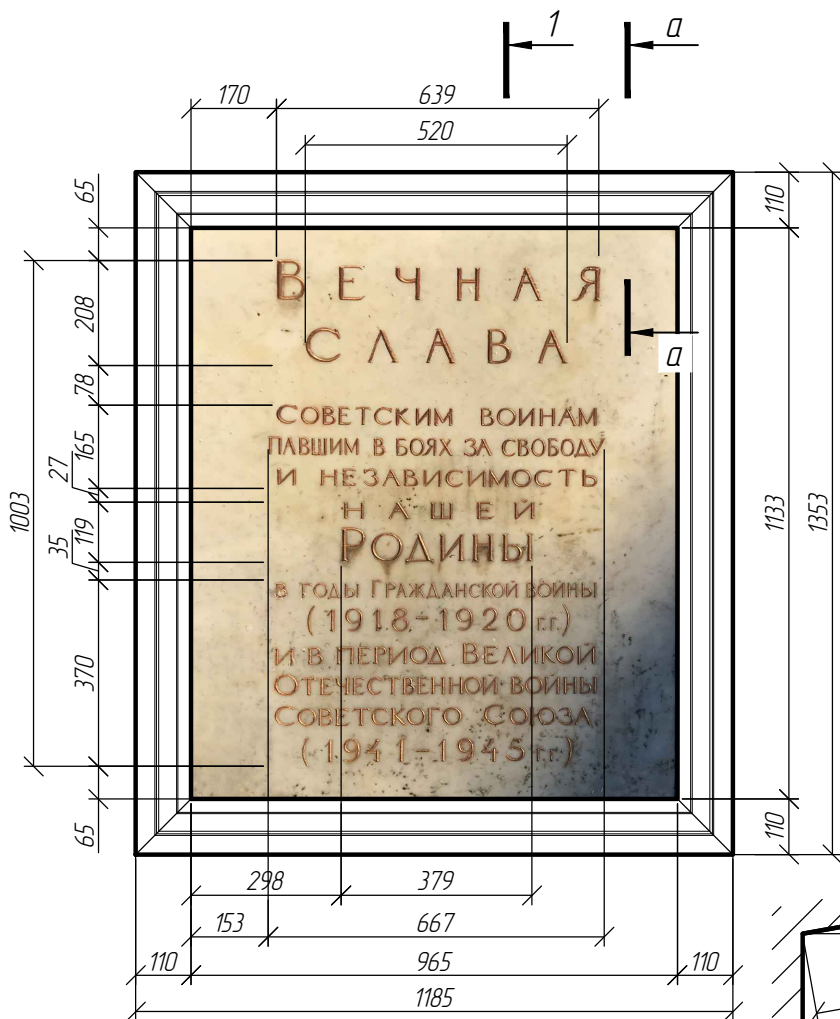 1 а
170 639
520
65
110
208
78
165
27
119
35
1003
370
65
1133
1353
110
ВЕЧНАЯ
СЛАВА
а
СОВЕТСКИМ ВОИНАМ
ПАВШИМ В БОЯХ ЗА СВОБОДУ
И НЕЗАВИСИМОСТЬ
НАШЕЙ
РОДИНЫ
В ГОДЫ ГРАЖДАНСКОЙ ВОЙНЫ
(1918-1920 г.г.)
И В ПЕРИОД ВЕЛИКОЙ
ОТЕЧЕСТВЕННОЙ ВОЙНЫ
СОВЕТСКОГО СОЮЗА
(1941-1945 г.г.)
298 379
153 667
110 965 110
1185